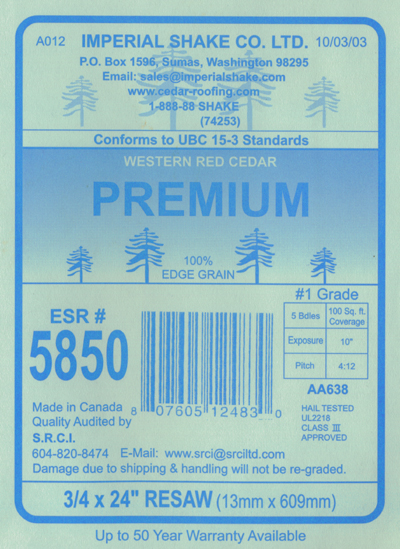 A012 IMPERIAL SHAKE CO. LTD. 10/03/03
P.O. Box 1596, Sumas, Washington 98295
Email: sales@imperialshake.com
www.cedar-roofing.com
1-888-88 SHAKE
(74253)
Conforms to UBC 15-3 Standards
WESTERN RED CEDAR
PREMIUM
100%
EDGE GRAIN
#1 Grade
5 Bdles 100 Sq. ft. Coverage
Exposure 10"
Pitch 4:12
ESR #
5850
8 07605 12483 0
AA638
HAIL TESTED
UL2218
CLASS III
APPROVED
Made in Canada
Quality Audited by
S.R.C.I.
604-820-8474 E-Mail: www.srci@srciltd.com
Damage due to shipping & handling will not be re-graded.
3/4 x 24" RESAW (13mm x 609mm)
Up to 50 Year Warranty Available